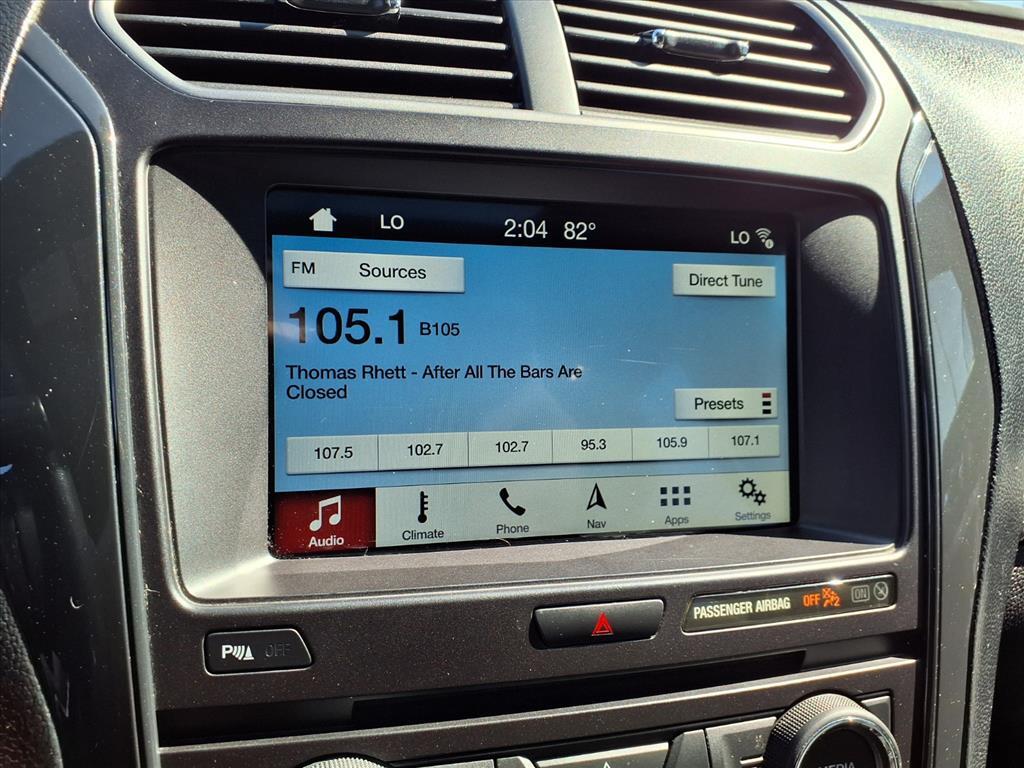 LO 2:04 82° LO
FM Sources Direct Tune
105.1 B105
Thomas Rhett - After All The Bars Are
Closed
Presets
107.5 102.7 102.7 95.3 105.9 107.1
Audio Climate Phone Nav Apps Settings
PASSENGER AIRBAG OFF 2 ON
P OFF
MEDIA